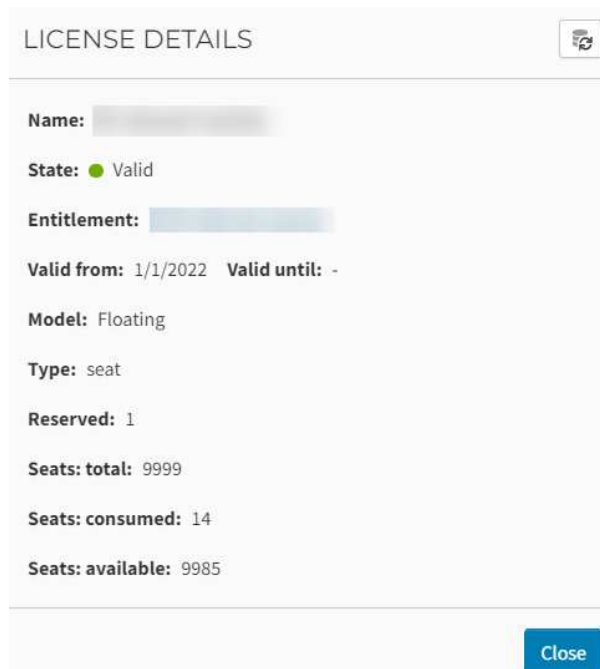 LICENSE DETAILS
Name:
State: Valid
Entitlement:
Valid from: 1/1/2022 Valid until: -
Model: Floating
Type: seat
Reserved: 1
Seats: total: 9999
Seats: consumed: 14
Seats: available: 9985
Close